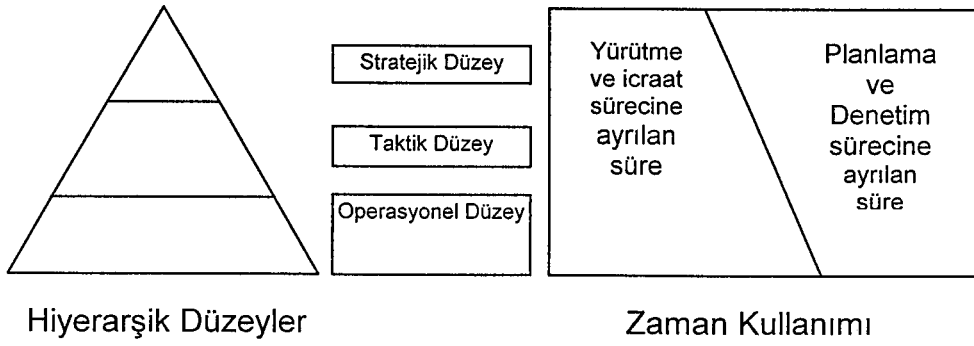 Stratejik Düzey
Taktik Düzey
Operasyonel Düzey
Yürütme
ve icraat
sürecine
ayrılan
süre
Planlama
ve
Denetim
sürecine
ayrılan
süre
Hiyerarşik Düzeyler
Zaman Kullanımı